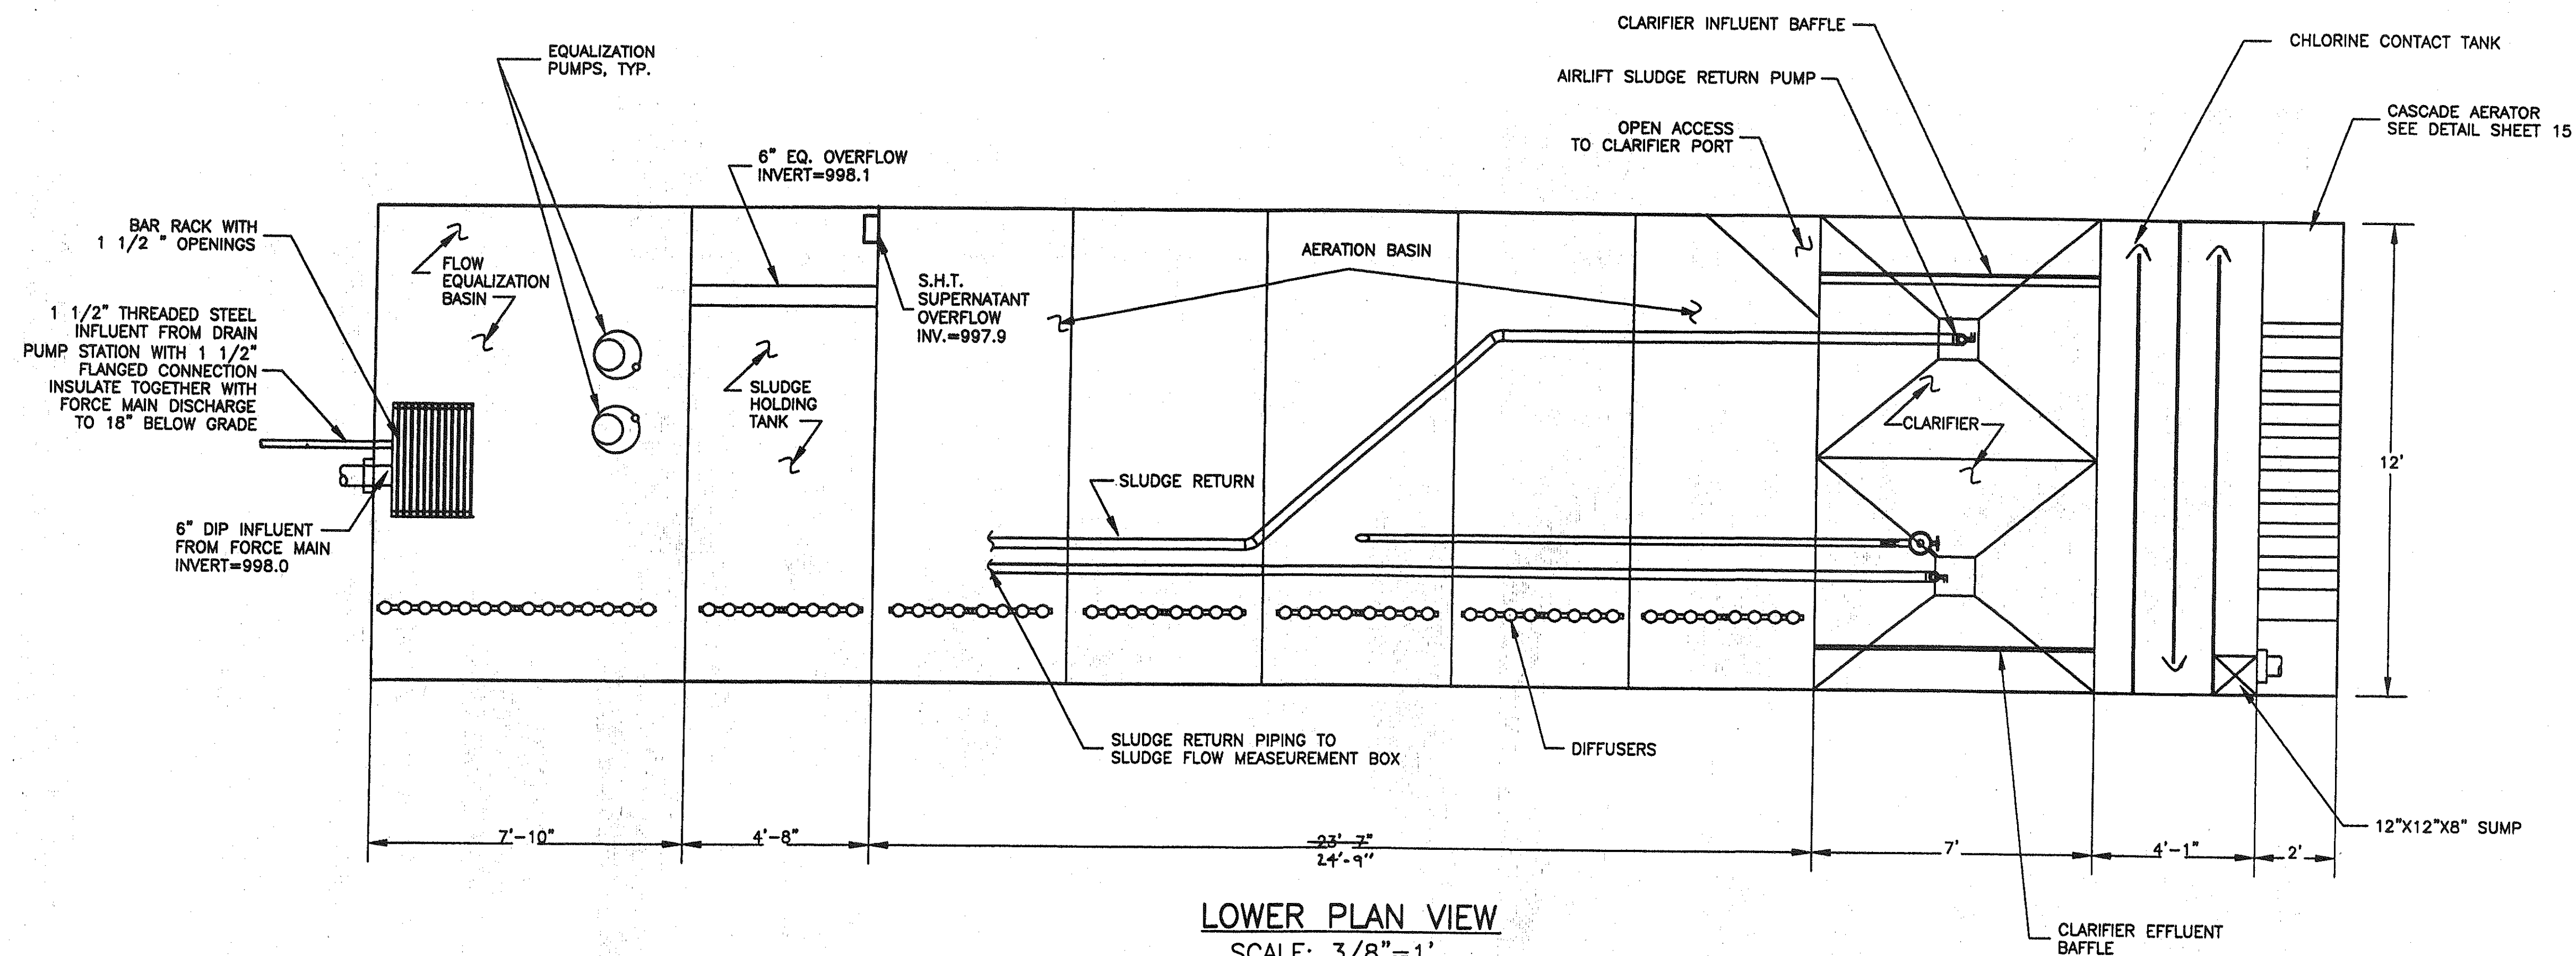 CLARIFIER INFLUENT BAFFLE
CHLORINE CONTACT TANK
EQUALIZATION
PUMPS, TYP.
AIRLIFT SLUDGE RETURN PUMP
CASCADE AERATOR
SEE DETAIL SHEET 15
OPEN ACCESS
TO CLARIFIER PORT
6" EQ. OVERFLOW
INVERT=998.1
BAR RACK WITH
1 1/2 " OPENINGS
FLOW
EQUALIZATION
BASIN
AERATION BASIN
S.H.T.
SUPERNATANT
OVERFLOW
INV.=997.9
1 1/2" THREADED STEEL
INFLUENT FROM DRAIN
PUMP STATION WITH 1 1/2"
FLANGED CONNECTION
INSULATE TOGETHER WITH
FORCE MAIN DISCHARGE
TO 18" BELOW GRADE
SLUDGE
HOLDING
TANK
CLARIFIER
12'
SLUDGE RETURN
6" DIP INFLUENT
FROM FORCE MAIN
INVERT=998.0
SLUDGE RETURN PIPING TO
SLUDGE FLOW MEASEUREMENT BOX
DIFFUSERS
12"X12"X8" SUMP
7'-10"
4'-8"
23'-7"
24'-9"
7'
4'-1"
2'
LOWER PLAN VIEW
SCALE: 3/8"=1'
CLARIFIER EFFLUENT
BAFFLE